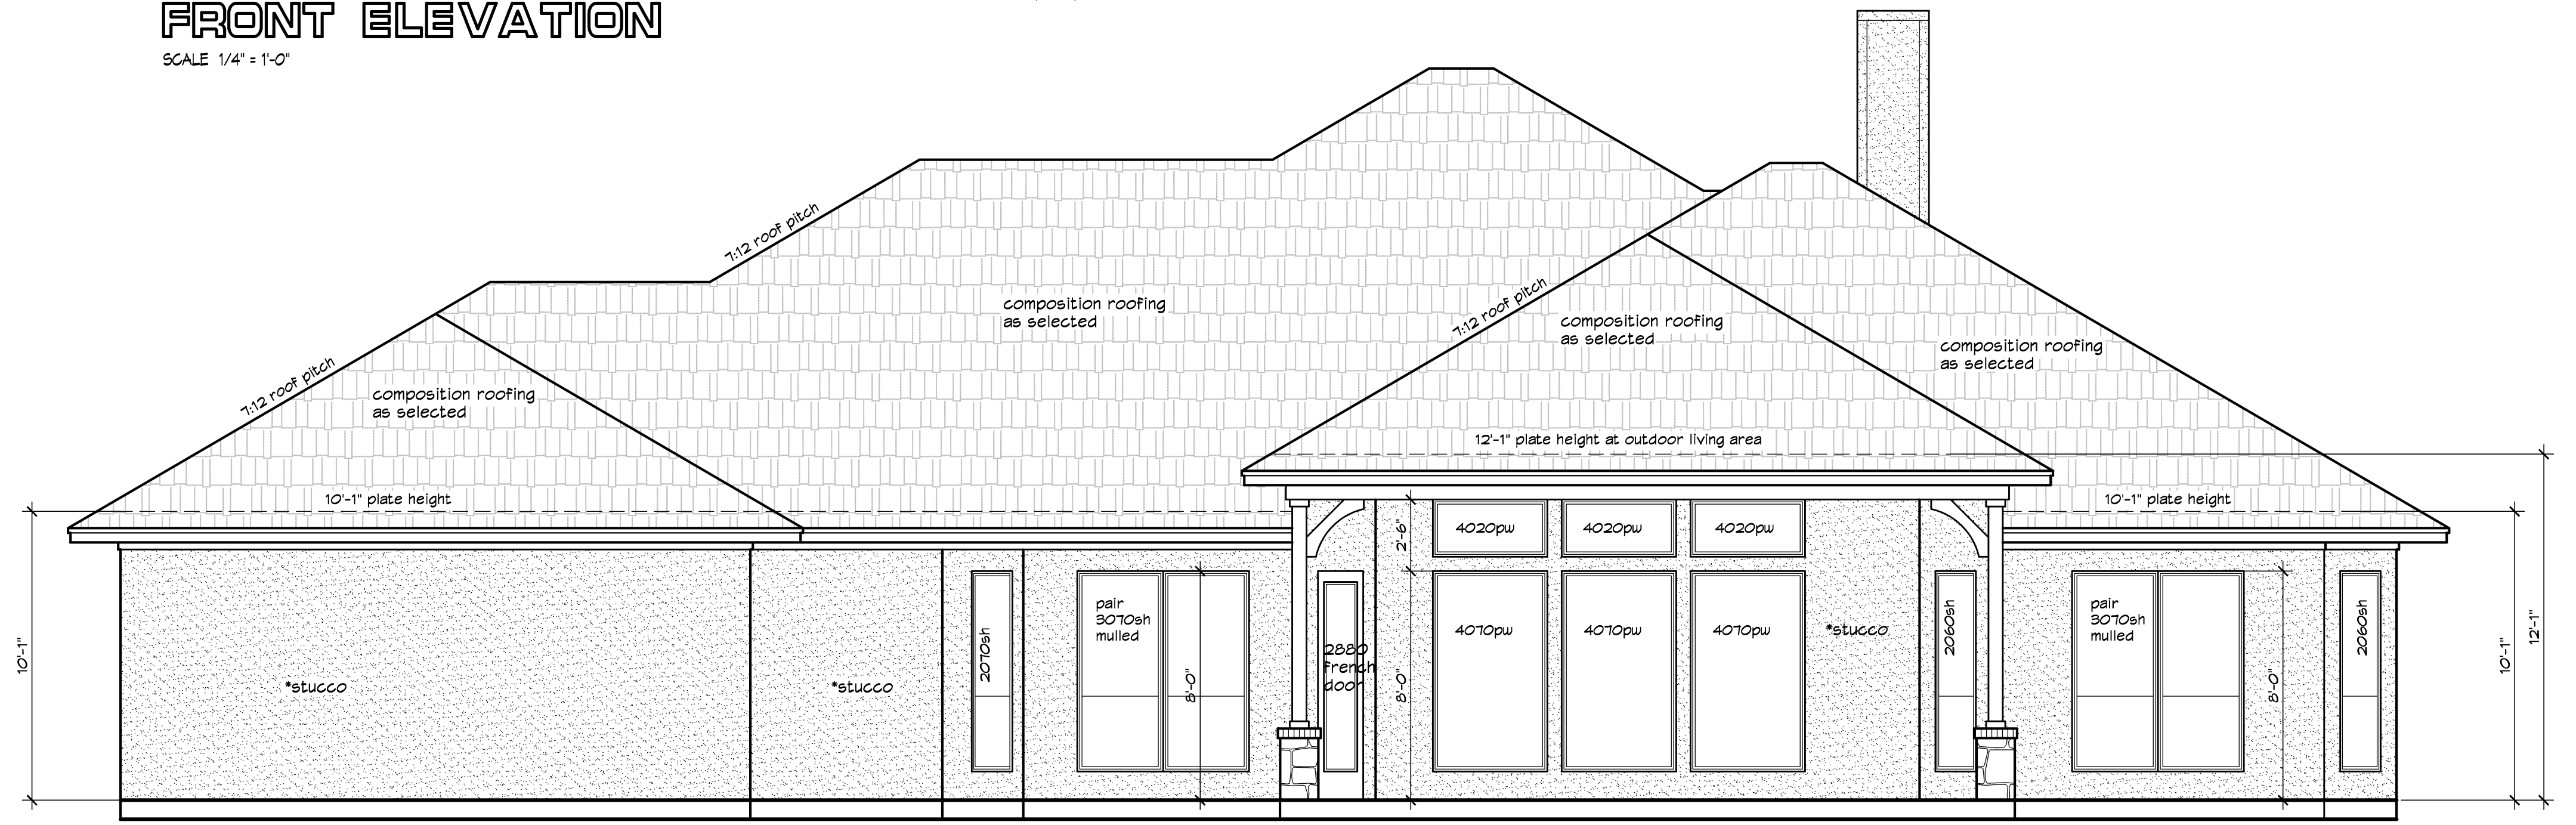 FRONT ELEVATION
SCALE 1/4" = 1'-0"
7:12 roof pitch
7:12 roof pitch
7:12 roof pitch
composition roofing
as selected
composition roofing
as selected
composition roofing
as selected
composition roofing
as selected
12'-1" plate height at outdoor living area
10'-1" plate height
10'-1" plate height
4020pw
4020pw
4020pw
2'-6"
pair
3070sh
mulled
2070sh
8'-0"
2880
french
door
8'-0"
4070pw
4070pw
4070pw
*stucco
2060sh
pair
3070sh
mulled
8'-0"
2060sh
*stucco
*stucco
10'-1"
10'-1"
12'-1"